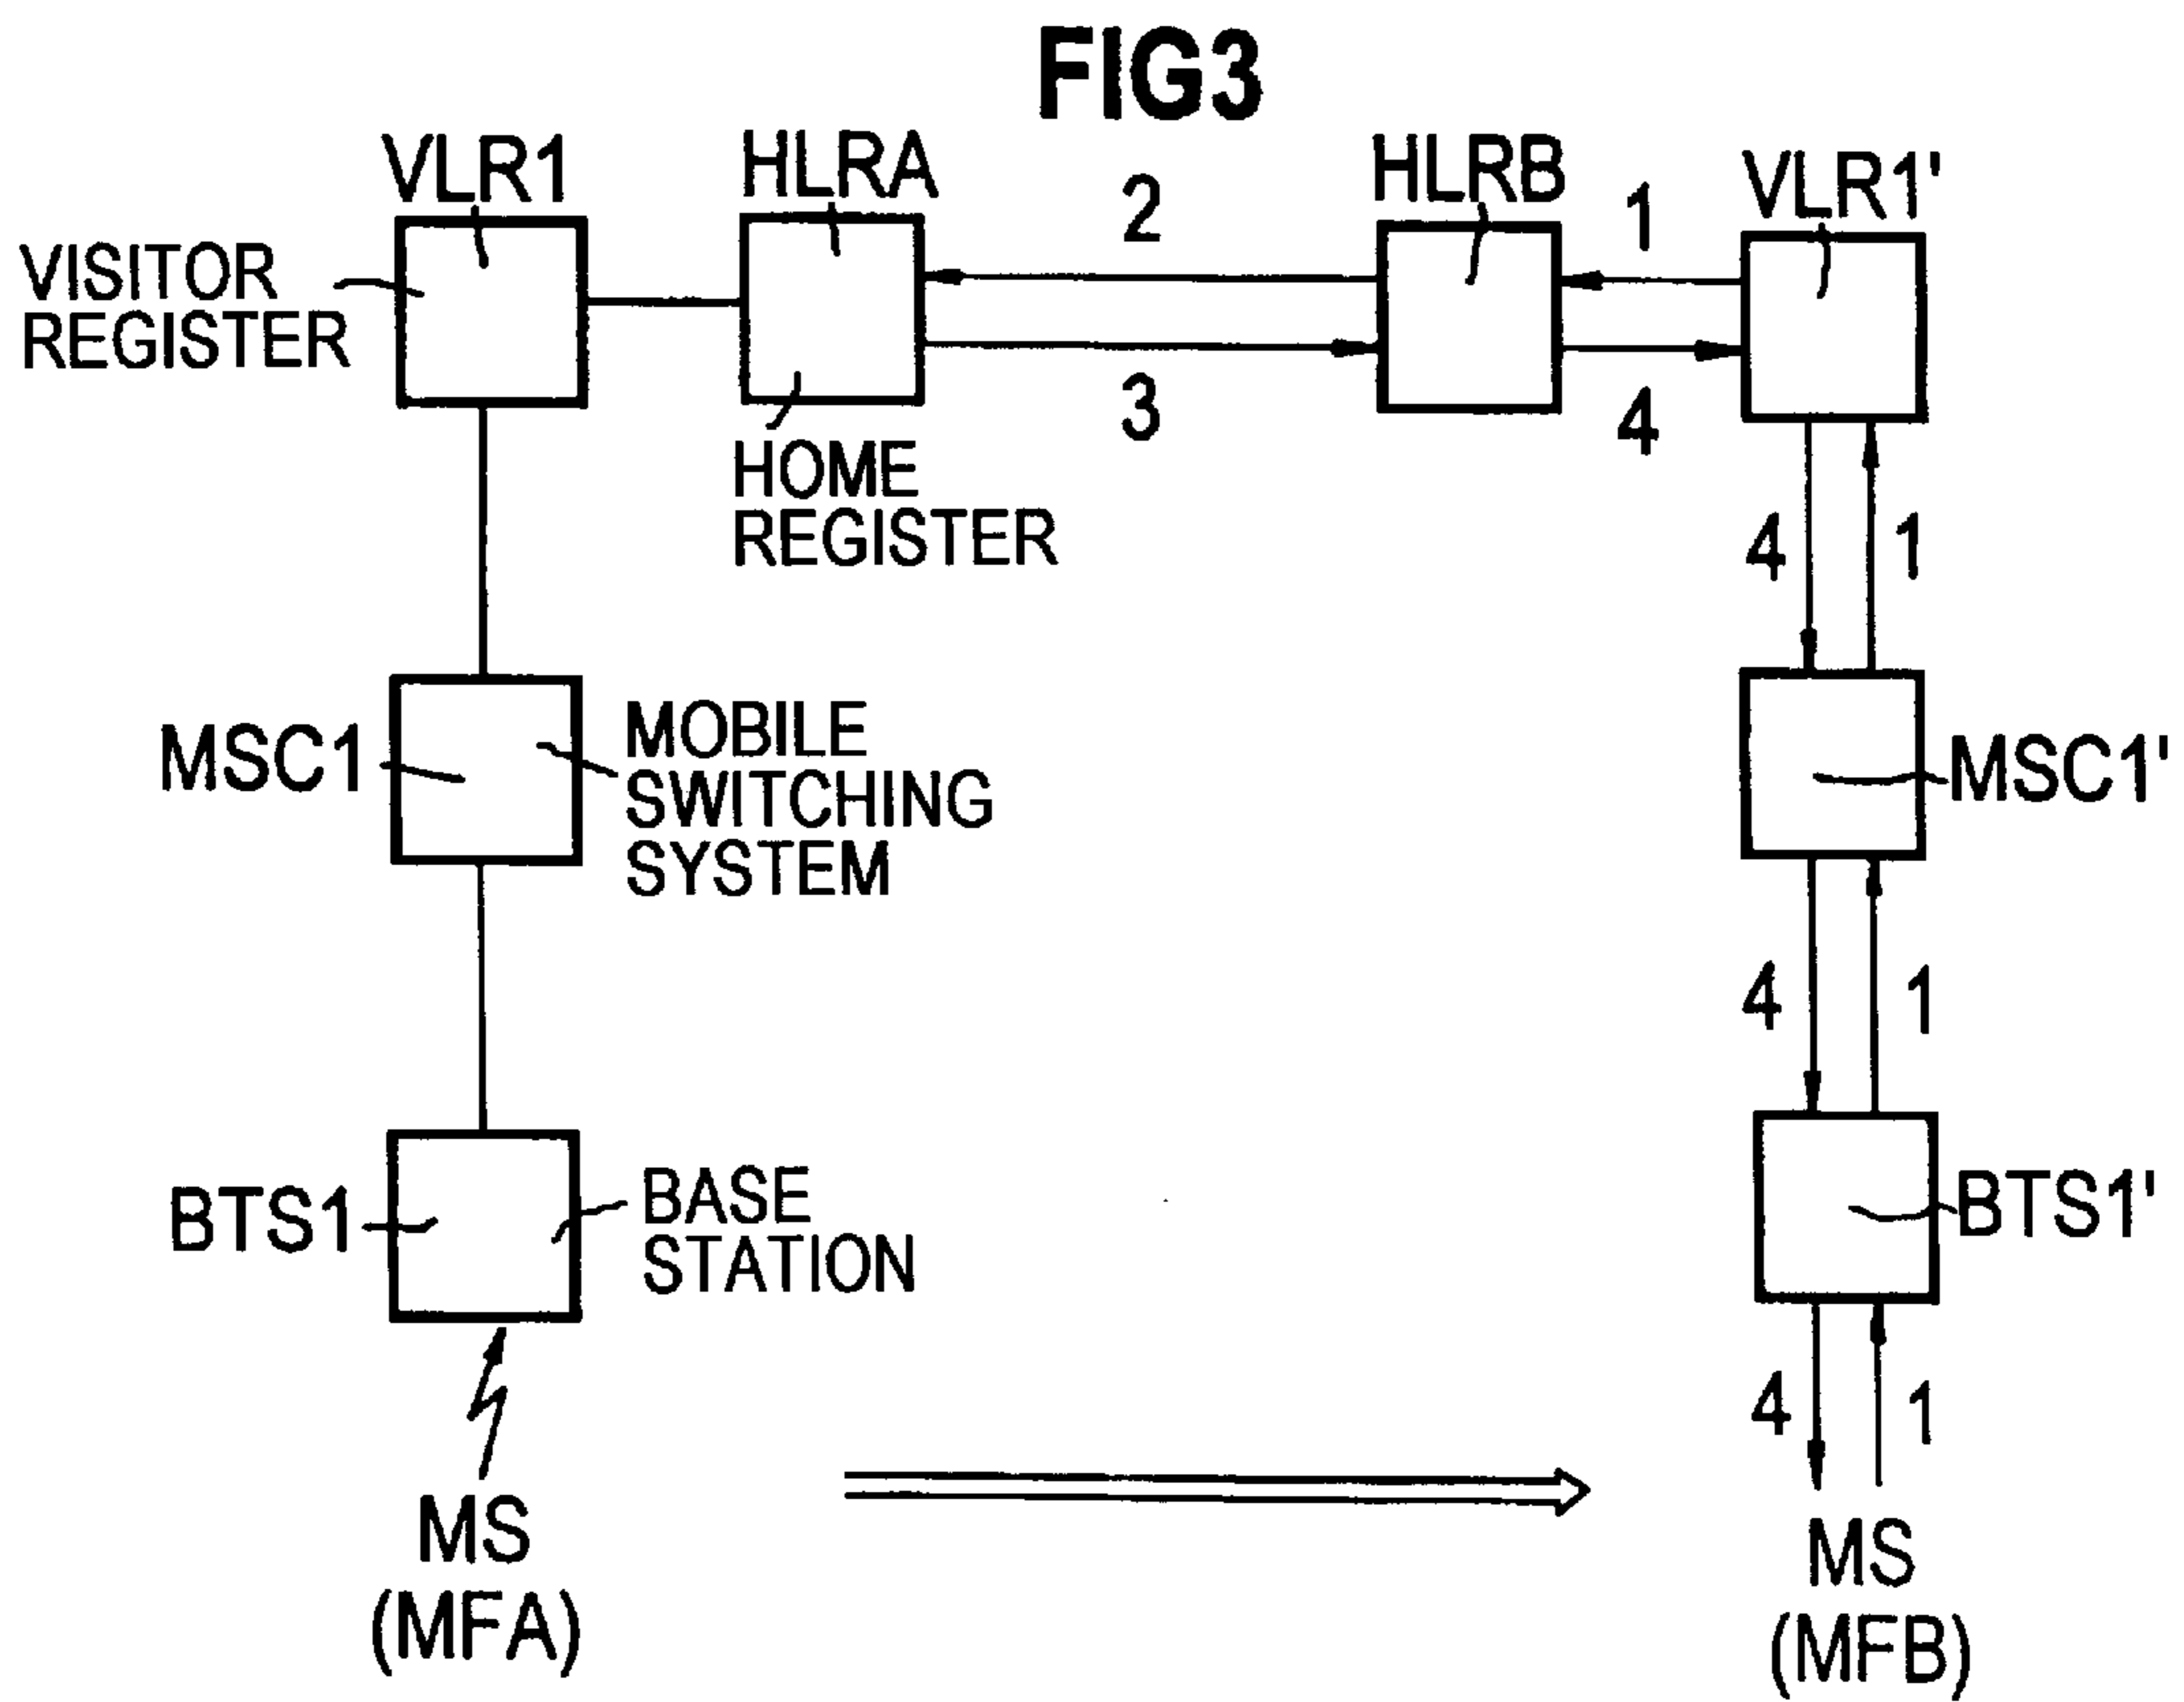 FIG3
VLR1
HLRA
2
HLRB
1
VLR1'
VISITOR
REGISTER
3
4
HOME
REGISTER
4
1
MSC1
MOBILE
SWITCHING
SYSTEM
MSC1'
4
1
BTS1
BASE
STATION
BTS1'
4
1
MS
(MFA)
MS
(MFB)